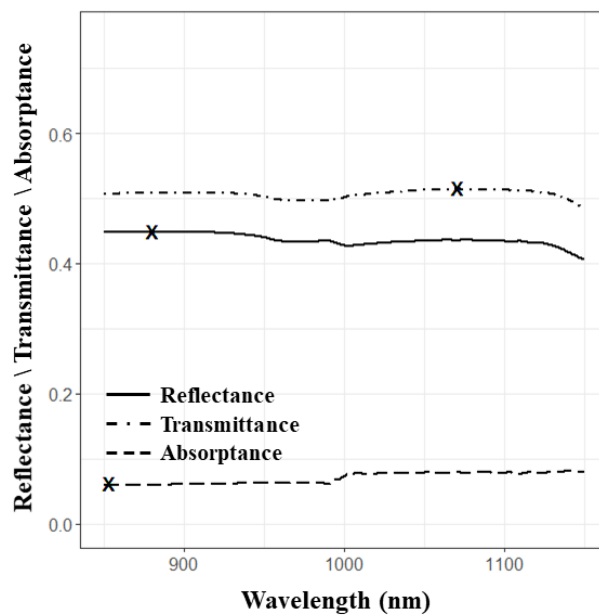 Reflectance \ Transmittance \ Absorptance
0.6
0.4
0.2
0.0
X
X
X
Reflectance
Transmittance
Absorptance
900
1000
1100
Wavelength (nm)